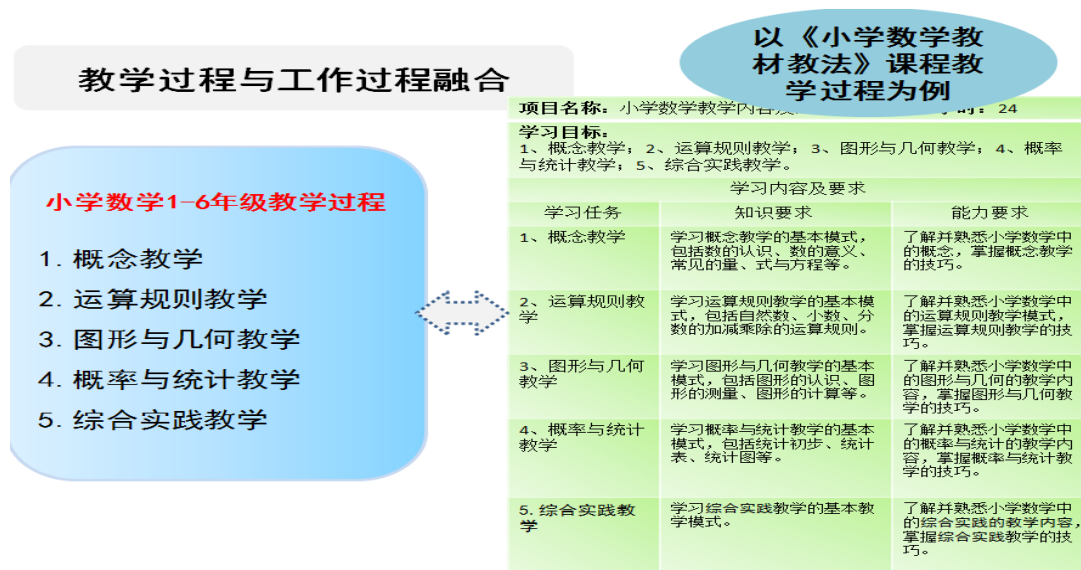 教学过程与工作过程融合
以《小学数学教
材教法》课程教
学过程为例
小学数学1-6年级教学过程
1. 概念教学
2. 运算规则教学
3. 图形与几何教学
4. 概率与统计教学
5. 综合实践教学
项目名称：小学数学教学内容及 24
学习目标：
1、概念教学；2、运算规则教学；3、图形与几何教学；4、概率
与统计教学；5、综合实践教学。
学习内容及要求
学习任务 知识要求 能力要求
1、概念教学
学习概念教学的基本模式，
包括数的认识、数的意义、
常见的量、式与方程等。
了解并熟悉小学数学中
的概念，掌握概念教学
的技巧。
2、运算规则教
学
学习运算规则教学的基本模
式，包括自然数、小数、分
数的加减乘除的运算规则。
了解并熟悉小学数学中
的运算规则教学模式，
掌握运算规则教学的技
巧。
3、图形与几何
教学
学习图形与几何教学的基本
模式，包括图形的认识、图
形的测量、图形的计算等。
了解并熟悉小学数学中
的图形与几何的教学内
容，掌握图形与几何教
学的技巧。
4、概率与统计
教学
学习概率与统计教学的基本
模式，包括统计初步、统计
表、统计图等。
了解并熟悉小学数学中
的概率与统计的教学内
容，掌握概率与统计教
学的技巧。
5.综合实践教
学
学习综合实践教学的基本教
学模式。
了解并熟悉小学数学中
的综合实践的教学内容，
掌握综合实践教学的技
巧。